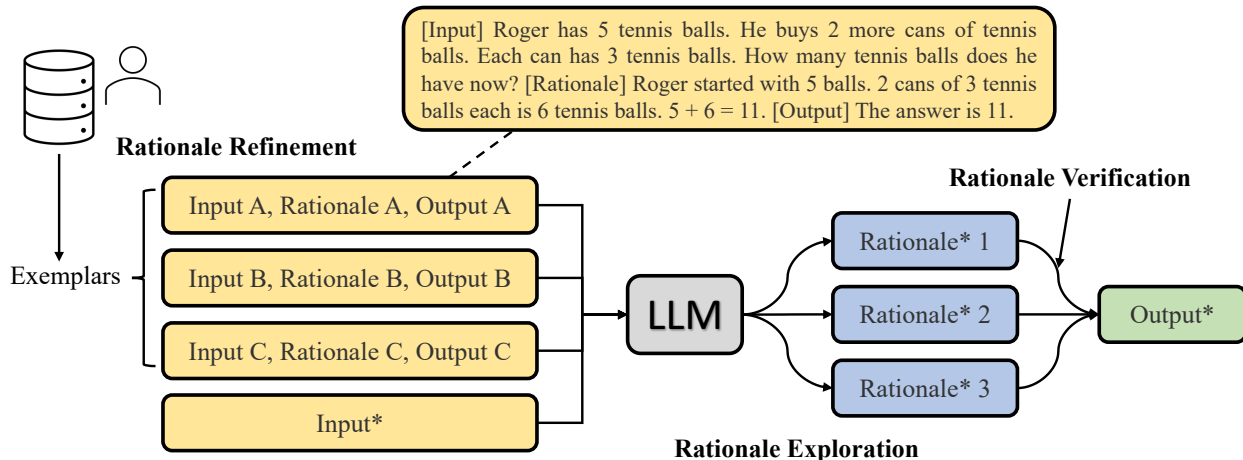 [Input] Roger has 5 tennis balls. He buys 2 more cans of tennis
balls. Each can has 3 tennis balls. How many tennis balls does he
have now? [Rationale] Roger started with 5 balls. 2 cans of 3 tennis
balls each is 6 tennis balls. 5 + 6 = 11. [Output] The answer is 11.
Rationale Refinement
Exemplars
Input A, Rationale A, Output A
Input B, Rationale B, Output B
Input C, Rationale C, Output C
Input*
LLM
Rationale Exploration
Rationale* 1
Rationale* 2
Rationale* 3
Rationale Verification
Output*